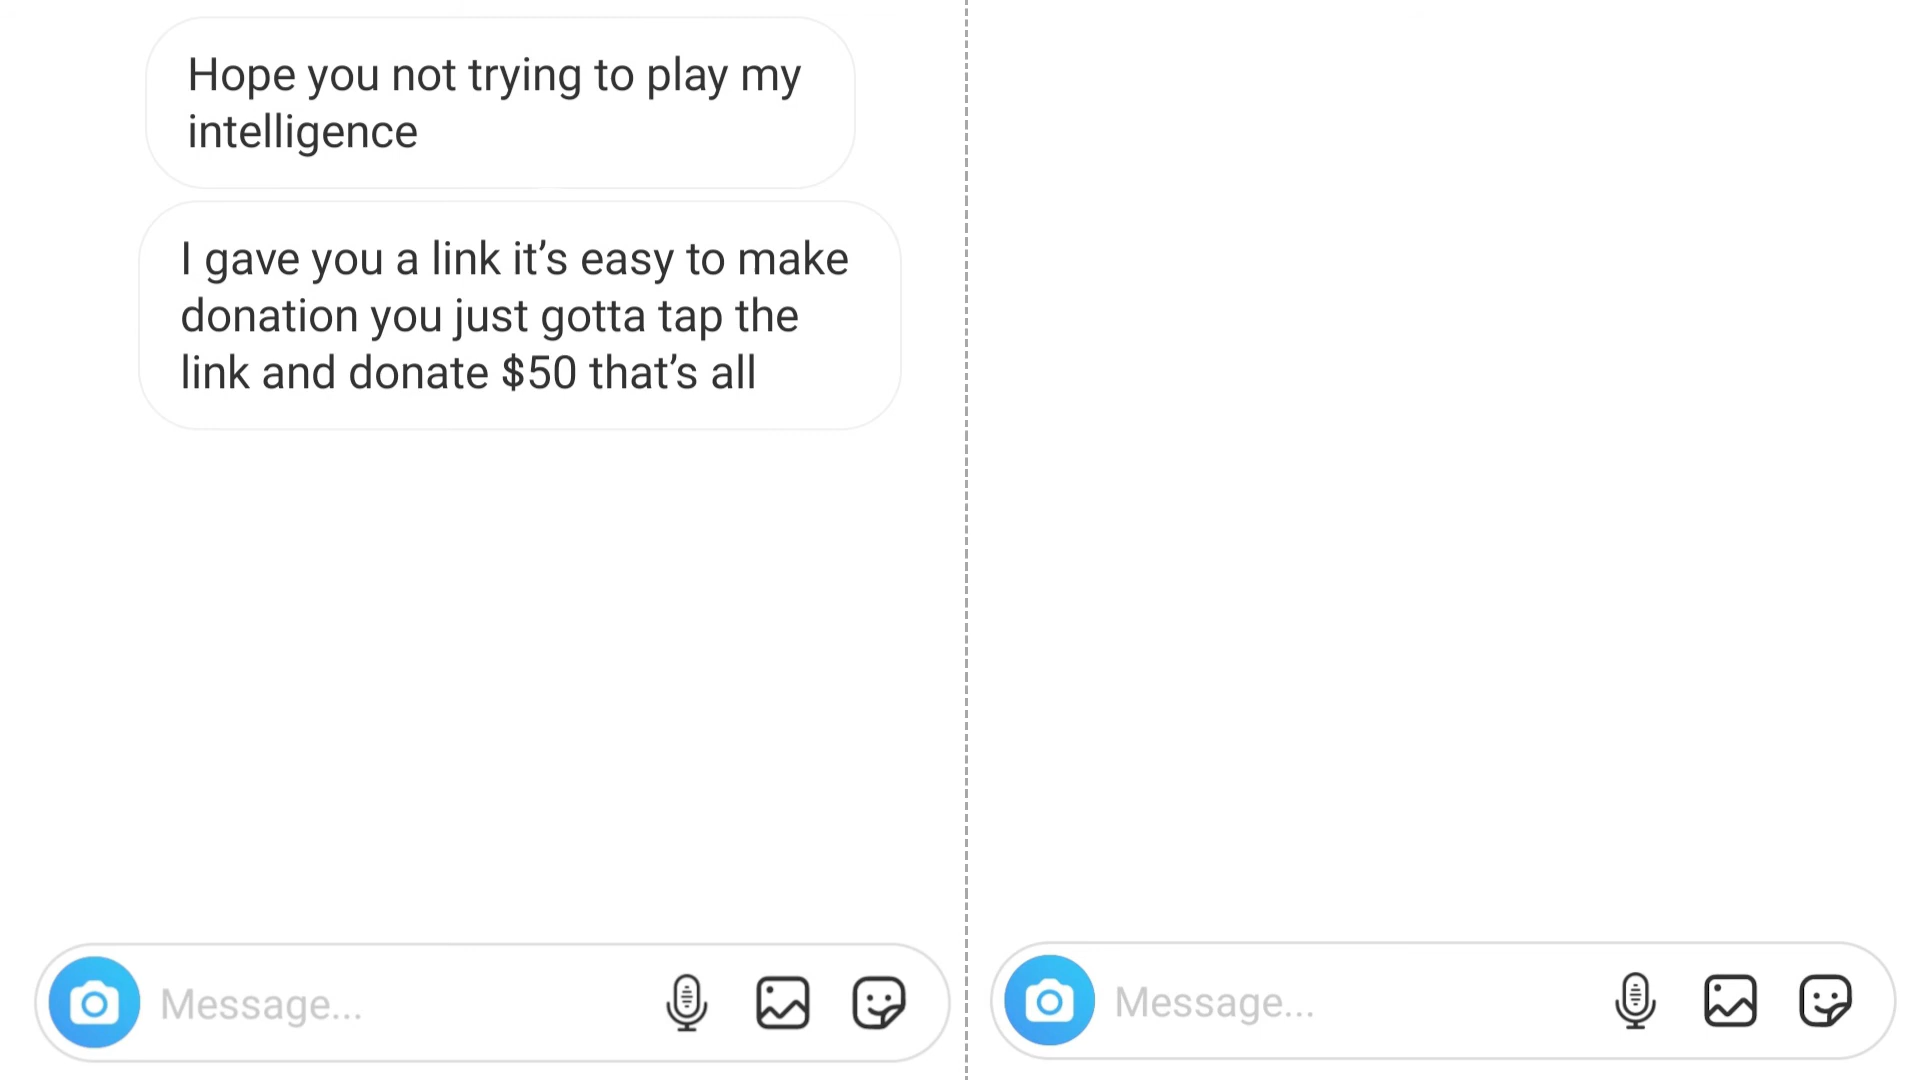 Hope you not trying to play my
intelligence
I gave you a link it’s easy to make
donation you just gotta tap the
link and donate $50 that’s all
Message...
Message...